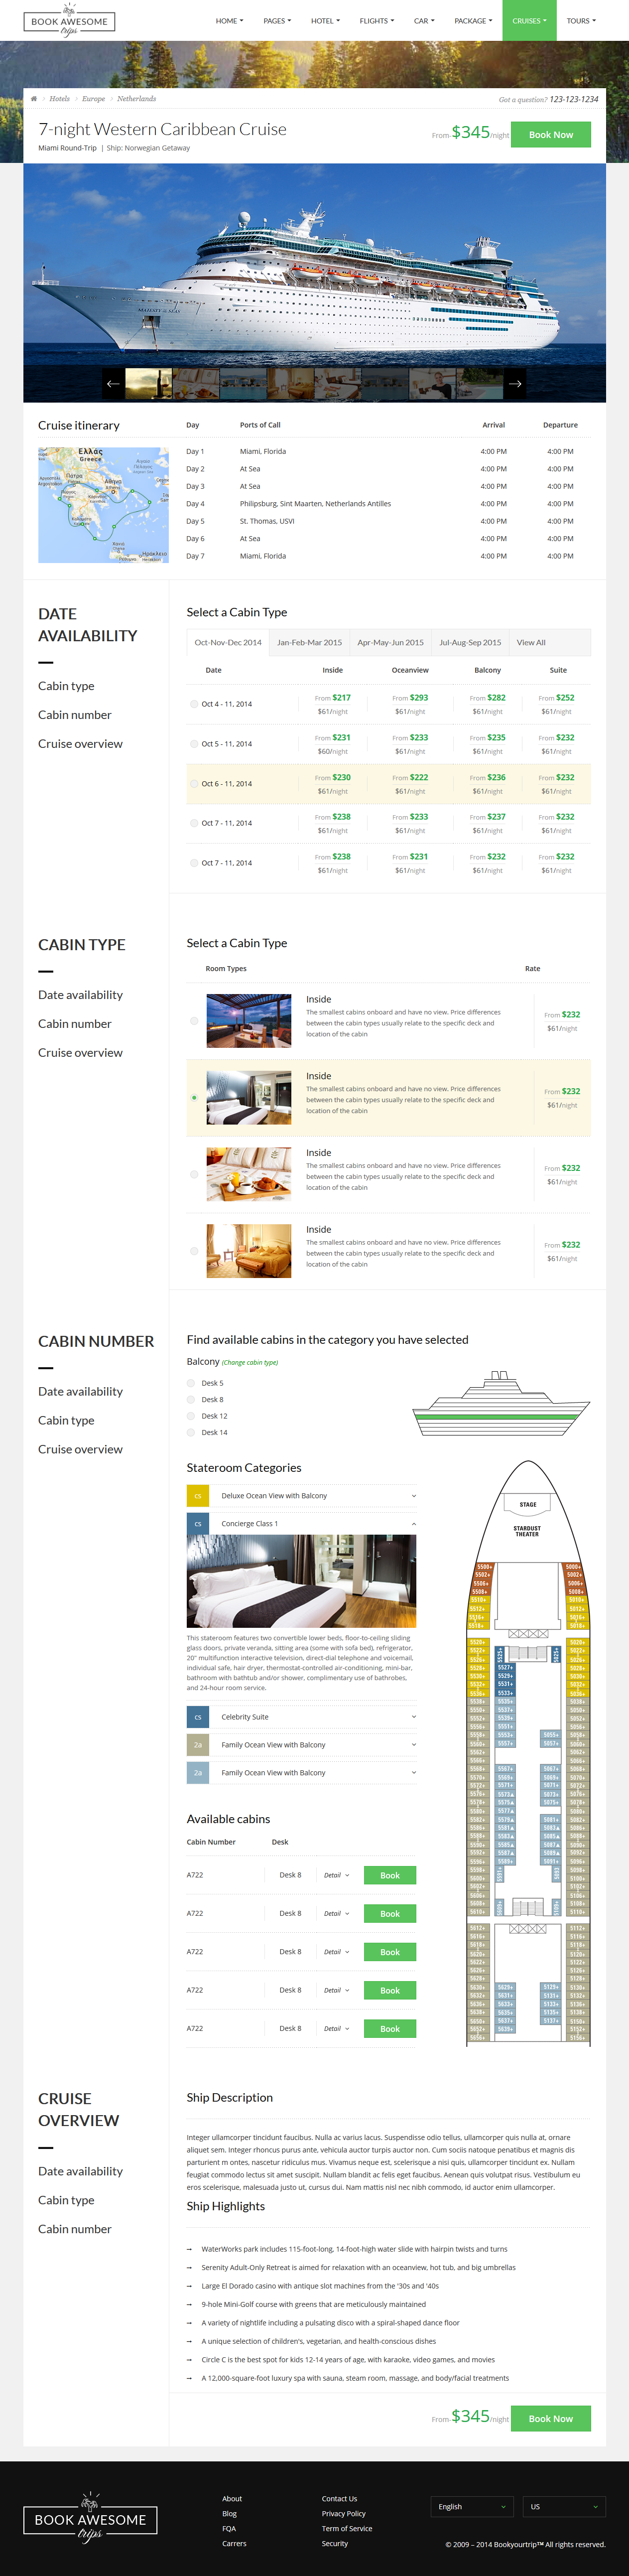 BOOK AWESOME
trips
HOME PAGES HOTEL FLIGHTS CAR PACKAGE CRUISES TOURS
Hotels Europe Netherlands
Got a question? 123-123-1234
7-night Western Caribbean Cruise
Miami Round-Trip | Ship: Norwegian Getaway
From $345/night
Book Now
Cruise itinerary
Day Ports of Call Arrival Departure
Day 1 Miami, Florida 4:00 PM 4:00 PM
Day 2 At Sea 4:00 PM 4:00 PM
Day 3 At Sea 4:00 PM 4:00 PM
Day 4 Philipsburg, Sint Maarten, Netherlands Antilles 4:00 PM 4:00 PM
Day 5 St. Thomas, USVI 4:00 PM 4:00 PM
Day 6 At Sea 4:00 PM 4:00 PM
Day 7 Miami, Florida 4:00 PM 4:00 PM
Ελλάς
Greece
DATE
AVAILABILITY
Cabin type
Cabin number
Cruise overview
Select a Cabin Type
Oct-Nov-Dec 2014 Jan-Feb-Mar 2015 Apr-May-Jun 2015 Jul-Aug-Sep 2015 View All
Date Inside Oceanview Balcony Suite
Oct 4 - 11, 2014 From $217 From $293 From $282 From $252
$61/night $61/night $61/night $61/night
Oct 5 - 11, 2014 From $231 From $233 From $235 From $232
$60/night $61/night $61/night $61/night
Oct 6 - 11, 2014 From $230 From $222 From $236 From $232
$61/night $61/night $61/night $61/night
Oct 7 - 11, 2014 From $238 From $233 From $237 From $232
$61/night $61/night $61/night $61/night
Oct 7 - 11, 2014 From $238 From $231 From $232 From $232
$61/night $61/night $61/night $61/night
CABIN TYPE
Date availability
Cabin number
Cruise overview
Select a Cabin Type
Room Types Rate
Inside
The smallest cabins onboard and have no view. Price differences
between the cabin types usually relate to the specific deck and
location of the cabin
From $232
$61/night
Inside
The smallest cabins onboard and have no view. Price differences
between the cabin types usually relate to the specific deck and
location of the cabin
From $232
$61/night
Inside
The smallest cabins onboard and have no view. Price differences
between the cabin types usually relate to the specific deck and
location of the cabin
From $232
$61/night
Inside
The smallest cabins onboard and have no view. Price differences
between the cabin types usually relate to the specific deck and
location of the cabin
From $232
$61/night
CABIN NUMBER
Date availability
Cabin type
Cruise overview
Find available cabins in the category you have selected
Balcony (Change cabin type)
Desk 5
Desk 8
Desk 12
Desk 14
Stateroom Categories
cs Deluxe Ocean View with Balcony
cs Concierge Class 1
This stateroom features two convertible lower beds, floor-to-ceiling sliding
glass doors, private veranda, sitting area (some with sofa bed), refrigerator,
20" multifunction interactive television, direct-dial telephone and voicemail,
individual safe, hair dryer, thermostat-controlled air-conditioning, mini-bar,
bathroom with bathtub and/or shower, complimentary use of bathrobes,
and 24-hour room service.
cs Celebrity Suite
2a Family Ocean View with Balcony
2a Family Ocean View with Balcony
STAGE
STARDUST
THEATER
Available cabins
Cabin Number Desk
A722 Desk 8 Detail Book
A722 Desk 8 Detail Book
A722 Desk 8 Detail Book
A722 Desk 8 Detail Book
A722 Desk 8 Detail Book
CRUISE
OVERVIEW
Date availability
Cabin type
Cabin number
Ship Description
Integer ullamcorper tincidunt faucibus. Nulla ac varius lacus. Suspendisse odio tellus, ullamcorper quis nulla at, ornare
aliquet sem. Integer rhoncus purus ante, vehicula auctor turpis auctor non. Cum sociis natoque penatibus et magnis dis
parturient m ontes, nascetur ridiculus mus. Vivamus neque est, scelerisque a nisi quis, ullamcorper tincidunt ex. Nullam
feugiat commodo lectus sit amet suscipit. Nullam blandit ac felis eget faucibus. Aenean quis volutpat risus. Vestibulum eu
eros scelerisque, malesuada justo ut, cursus dui. Nam mattis nisl nec nibh commodo, id auctor enim ullamcorper.
Ship Highlights
WaterWorks park includes 115-foot-long, 14-foot-high water slide with hairpin twists and turns
Serenity Adult-Only Retreat is aimed for relaxation with an oceanview, hot tub, and big umbrellas
Large El Dorado casino with antique slot machines from the '30s and '40s
9-hole Mini-Golf course with greens that are meticulously maintained
A variety of nightlife including a pulsating disco with a spiral-shaped dance floor
A unique selection of children's, vegetarian, and health-conscious dishes
Circle C is the best spot for kids 12-14 years of age, with karaoke, video games, and movies
A 12,000-square-foot luxury spa with sauna, steam room, massage, and body/facial treatments
From $345/night
Book Now
BOOK AWESOME
trips
About Contact Us
Blog Privacy Policy
FQA Term of Service
Carrers Security
English US
© 2009 – 2014 Bookyourtrip™ All rights reserved.